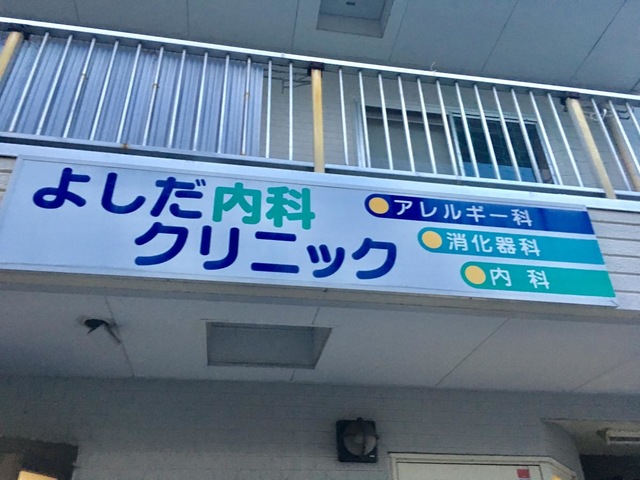 よしだ内科
クリニック
アレルギー科
消化器科
内科